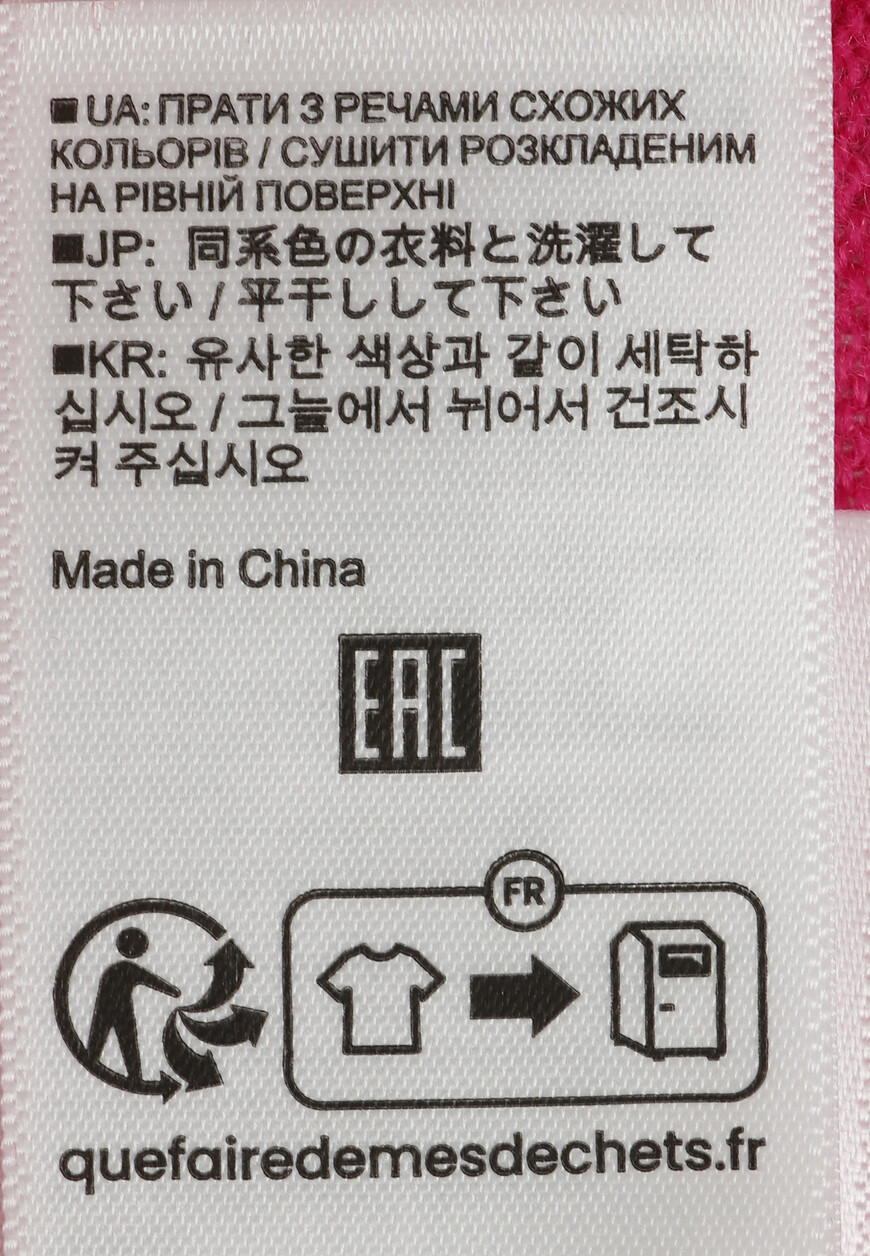 ■ UA: ПРАТИ З РЕЧАМИ СХОЖИХ
КОЛЬОРІВ / СУШИТИ РОЗКЛАДЕНИМ
НА РІВНІЙ ПОВЕРХНІ
■JP: 同系色の衣料と洗濯して
下さい / 平干しして下さい
■KR: 유사한 색상과 같이 세탁하
십시오 / 그늘에서 뉘어서 건조시
켜 주십시오
Made in China
EAC
FR
quefairedemesdechets.fr